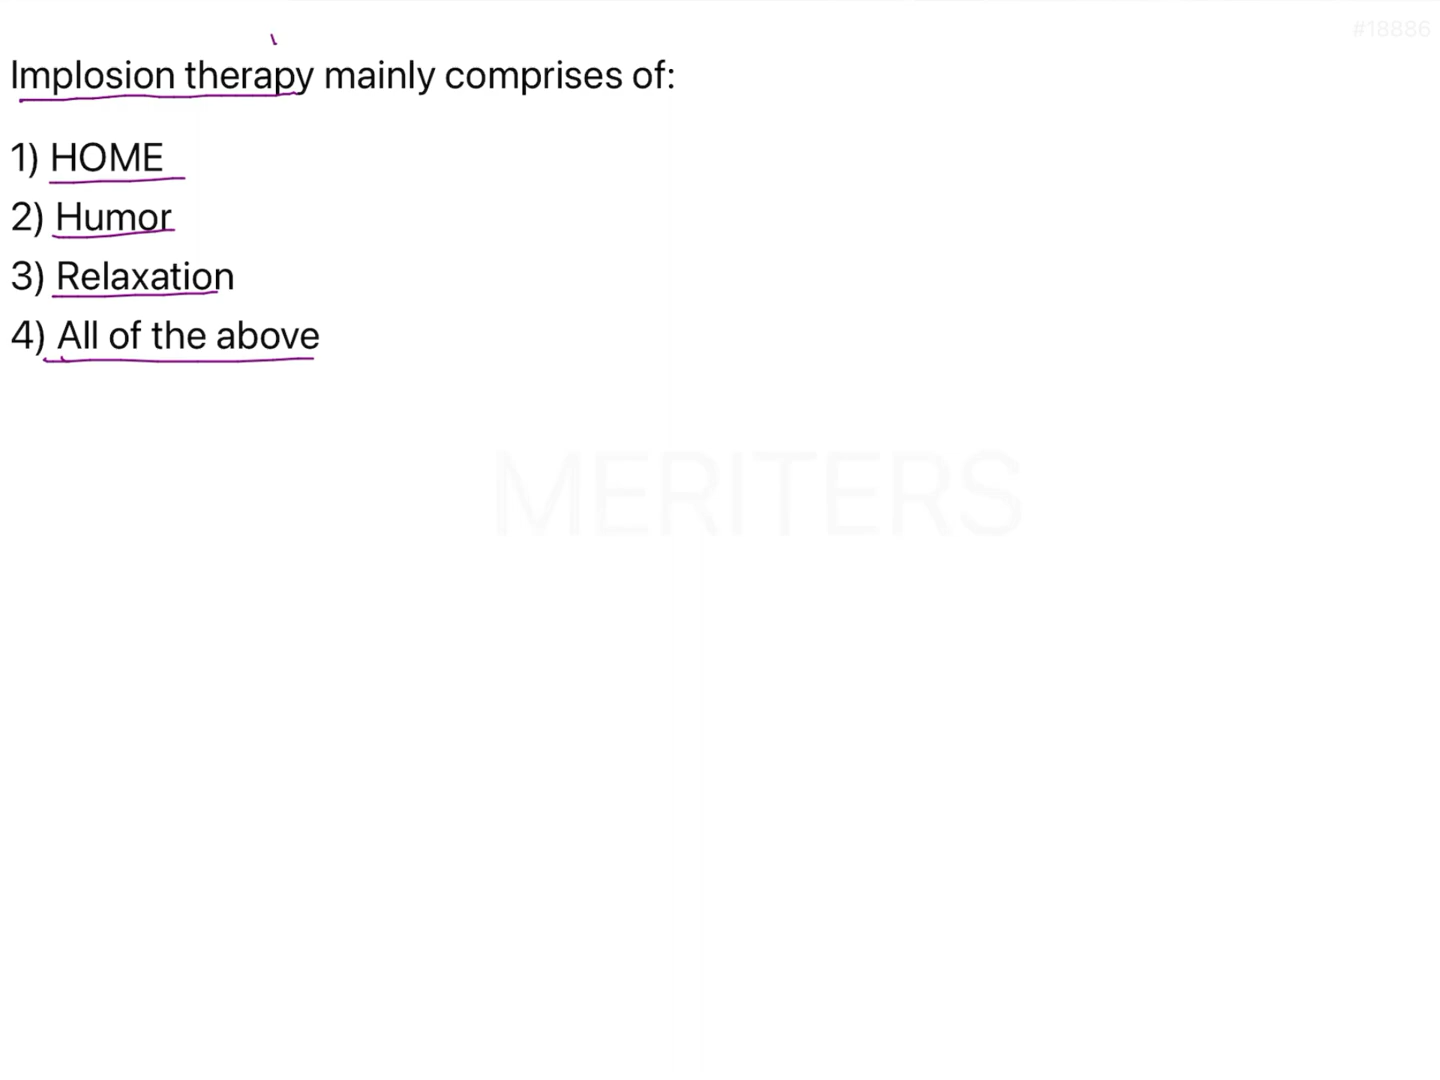 #18886
Implosion therapy mainly comprises of:
1) HOME
2) Humor
3) Relaxation
4) All of the above
MERITERS